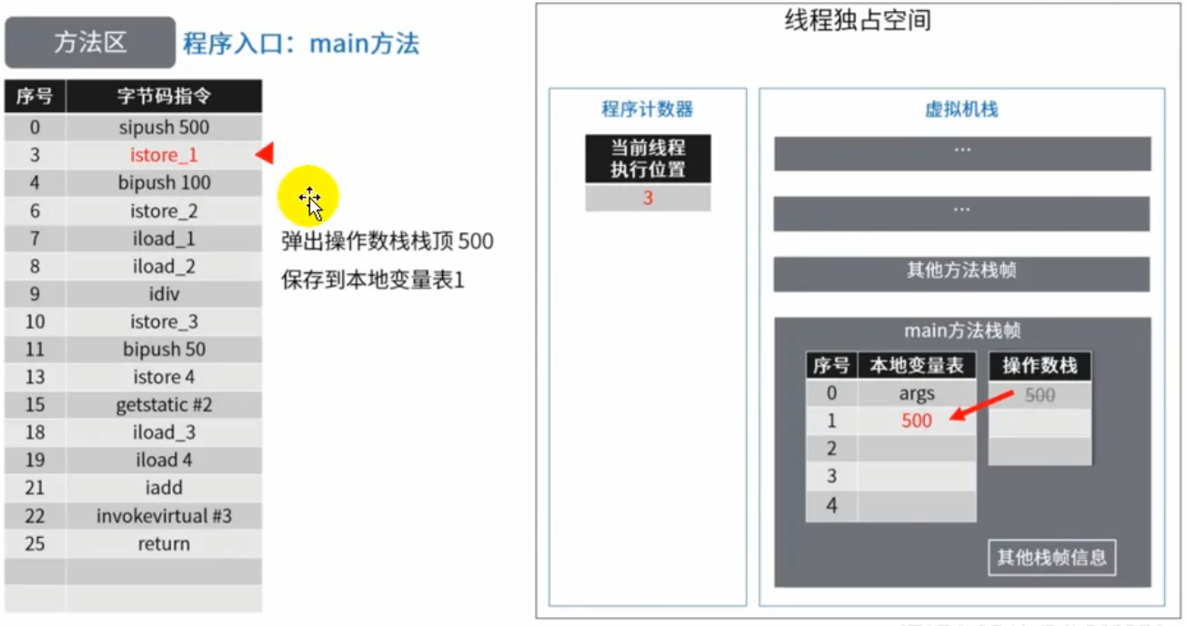 方法区
程序入口：main方法
序号 字节码指令
0 sipush 500
3 istore_1
4 bipush 100
6 istore_2
7 iload_1
8 iload_2
9 idiv
10 istore_3
11 bipush 50
13 istore 4
15 getstatic #2
18 iload_3
19 iload 4
21 iadd
22 invokevirtual #3
25 return
弹出操作数栈栈顶 500
保存到本地变量表1
线程独占空间
程序计数器
当前线程
执行位置
3
虚拟机栈
...
...
其他方法栈帧
main方法栈帧
序号 本地变量表
0 args
1 500
2
3
4
操作数栈
500
其他栈帧信息